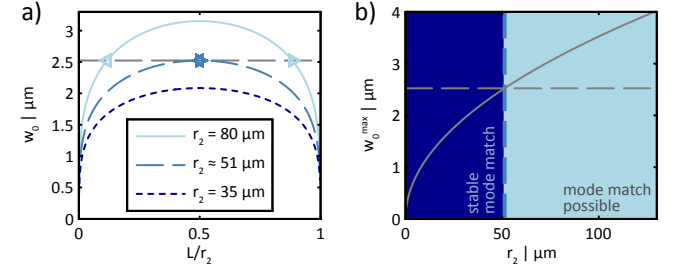 a)
w₀ | μm
3
2.5
2
1.5
1
0.5
0
r₂ = 80 μm
r₂ ≈ 51 μm
r₂ = 35 μm
0
0.5
1
L/r₂
b)
w₀ᵐᵃˣ | μm
4
3
2
1
0
stable
mode match
mode match
possible
0
50
100
r₂ | μm